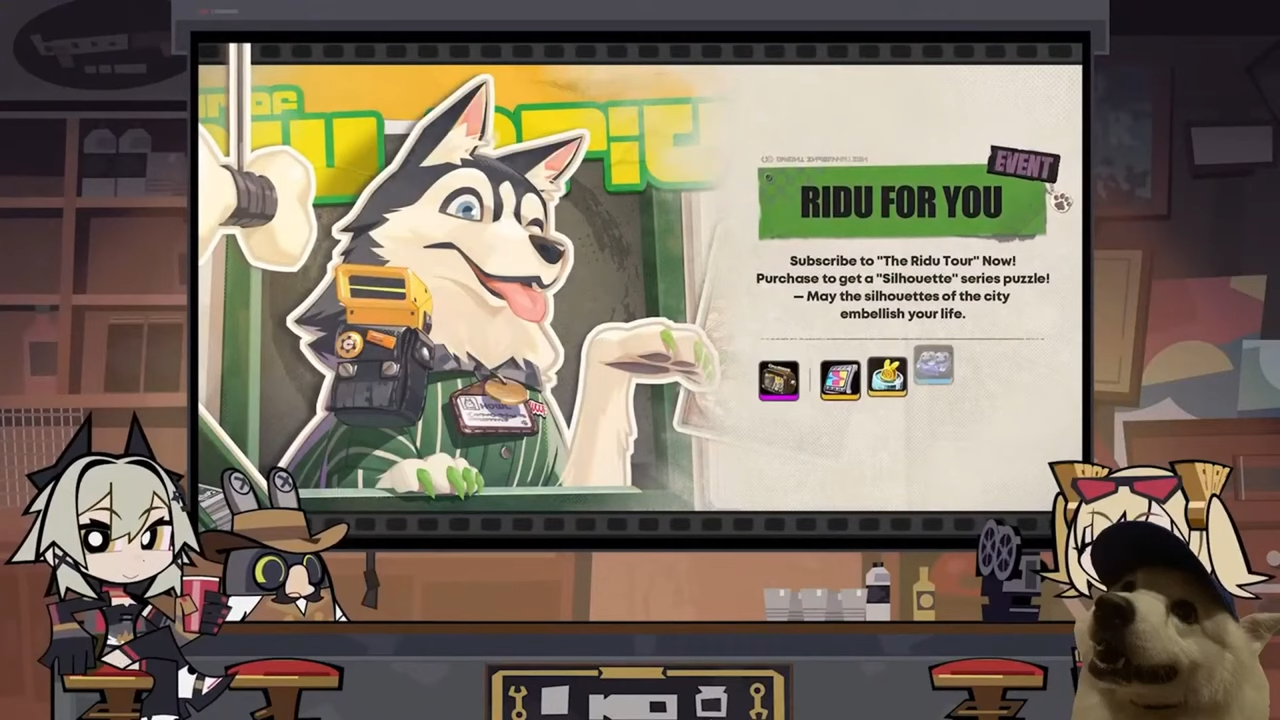 EVENT
RIDU FOR YOU
Subscribe to "The Ridu Tour" Now!
Purchase to get a "Silhouette" series puzzle!
— May the silhouettes of the city
embellish your life.
HOWL